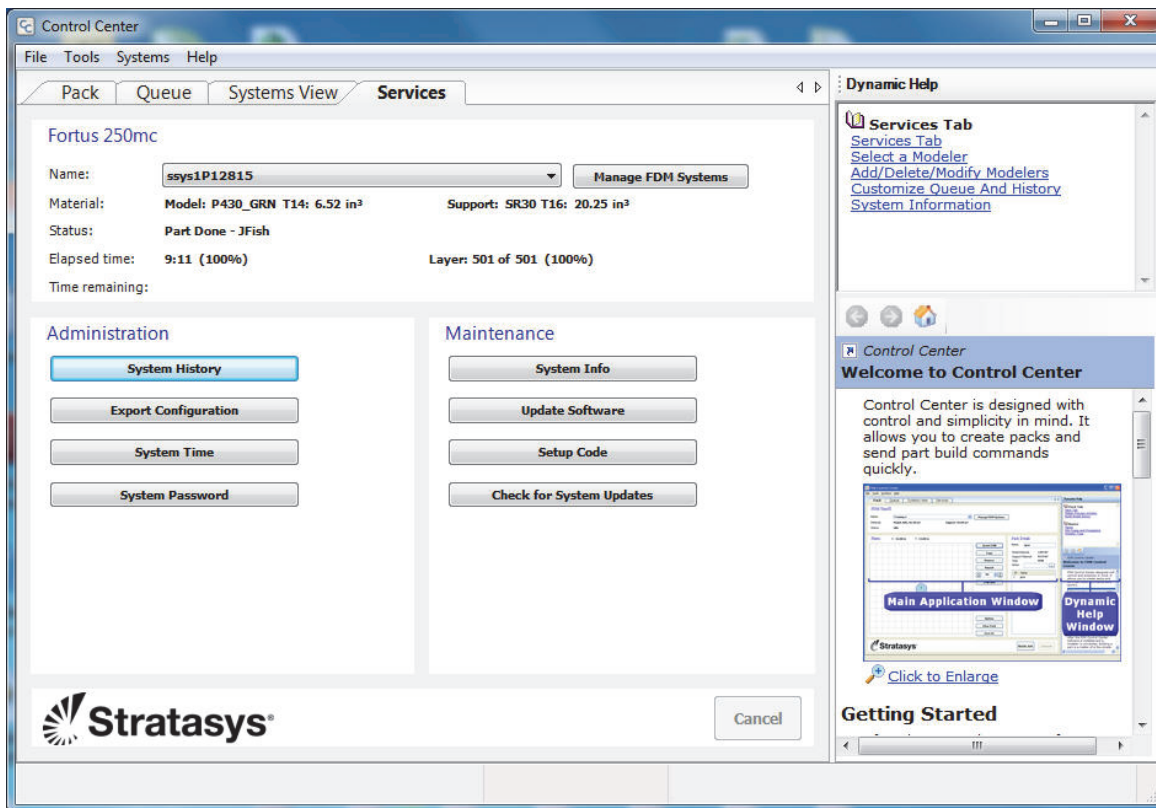 Control Center
File Tools Systems Help
Pack Queue Systems View Services
Fortus 250mc
Name: ssys1P12815 Manage FDM Systems
Material: Model: P430_GRN T14: 6.52 in³ Support: SR30 T16: 20.25 in³
Status: Part Done - JFish
Elapsed time: 9:11 (100%) Layer: 501 of 501 (100%)
Time remaining:
Administration
System History
Export Configuration
System Time
System Password
Maintenance
System Info
Update Software
Setup Code
Check for System Updates
Stratasys
Cancel
Dynamic Help
Services Tab
Services Tab
Select a Modeler
Add/Delete/Modify Modelers
Customize Queue And History
System Information
Control Center
Welcome to Control Center
Control Center is designed with
control and simplicity in mind. It
allows you to create packs and
send part build commands
quickly.
Main Application Window
Dynamic
Help
Window
Stratasys
Click to Enlarge
Getting Started